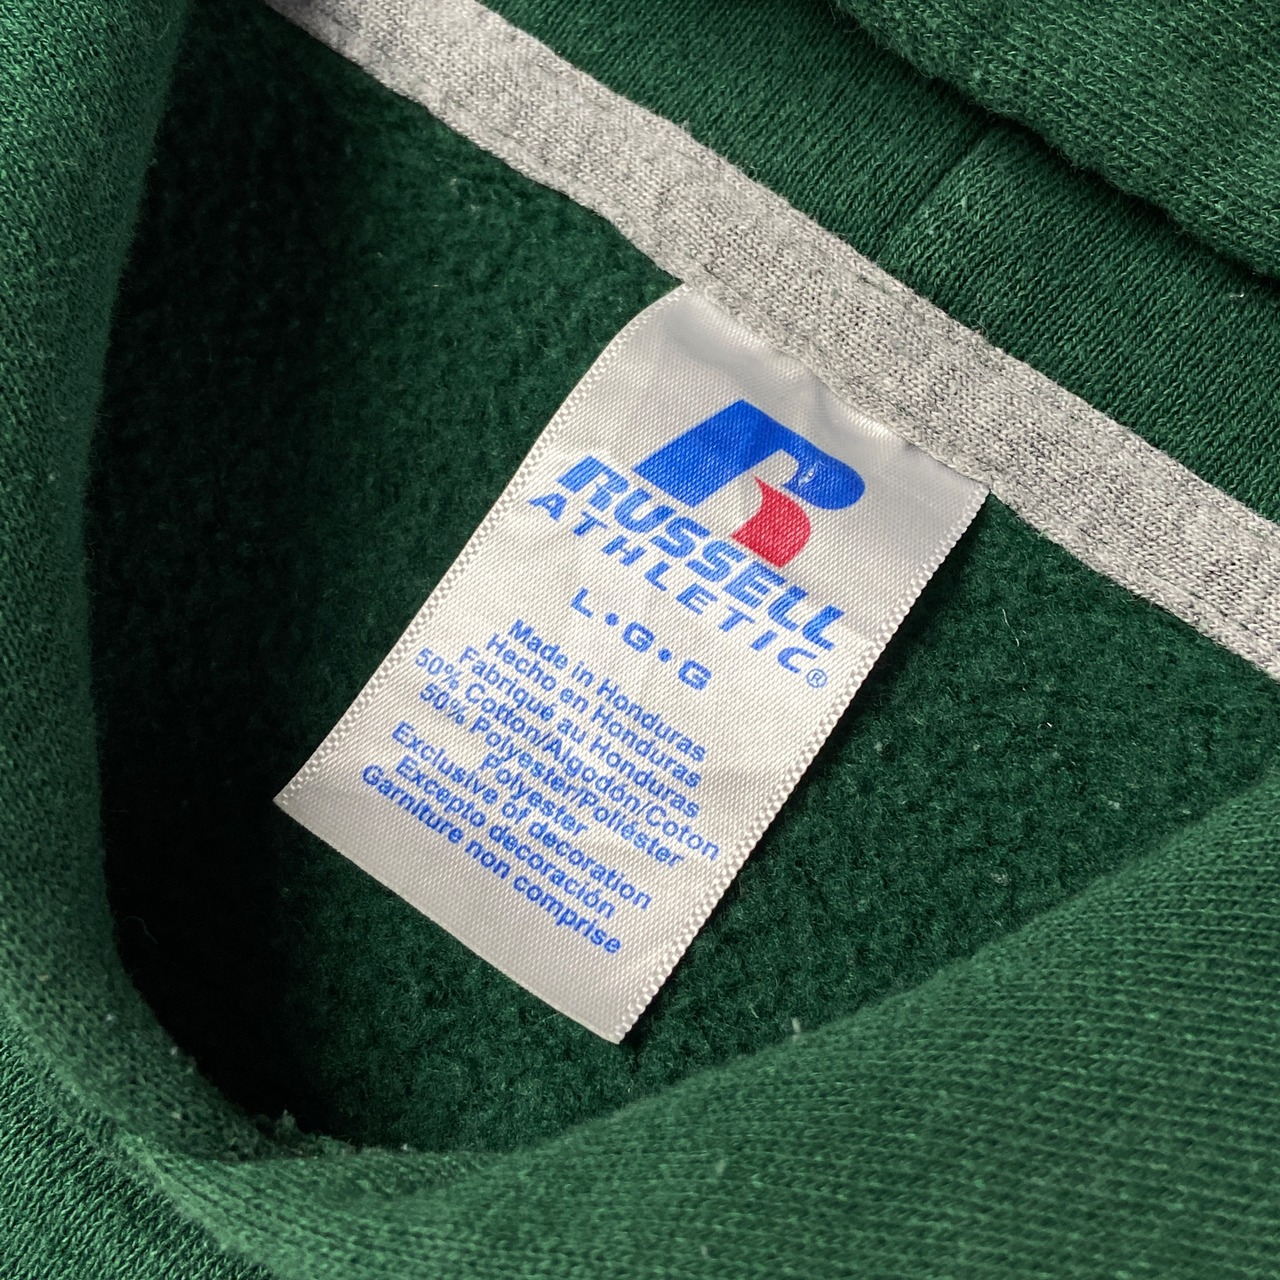 RUSSELL
ATHLETIC®
L•G•G
Made in Honduras
Hecho en Honduras
Fabriqué au Honduras
50% Cotton/Algodón/Coton
50% Polyester/Poliéster
Polyester
Exclusive of decoration
Excepto decoración
Garniture non comprise